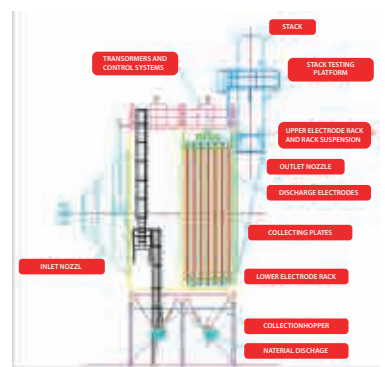 STACK
TRANSORMERS AND
CONTROL SYSTEMS
STACK TESTING
PLATFORM
UPPER ELECTRODE RACK
AND RACK SUSPENSION
OUTLET NOZZLE
DISCHARGE ELECTRODES
COLLECTING PLATES
INLET NOZZL
LOWER ELECTRODE RACK
COLLECTIONHOPPER
NATERIAL DISCHAGE